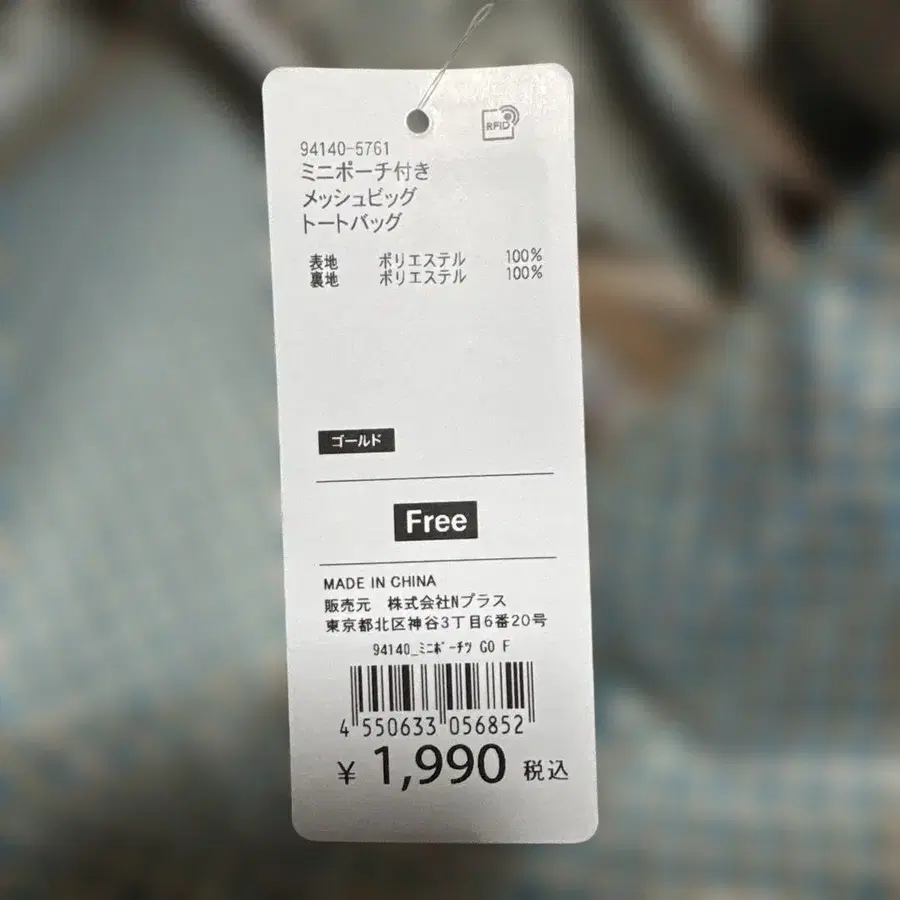 RFID
94140-5761
ミニポーチ付き
メッシュビッグ
トートバッグ
表地 ポリエステル 100%
裏地 ポリエステル 100%
ゴールド
Free
MADE IN CHINA
販売元 株式会社Nプラス
東京都北区神谷3丁目6番20号
94140_ﾐﾆﾎﾟｰﾁﾂ GO F
4 550633 056852
¥ 1,990 税込